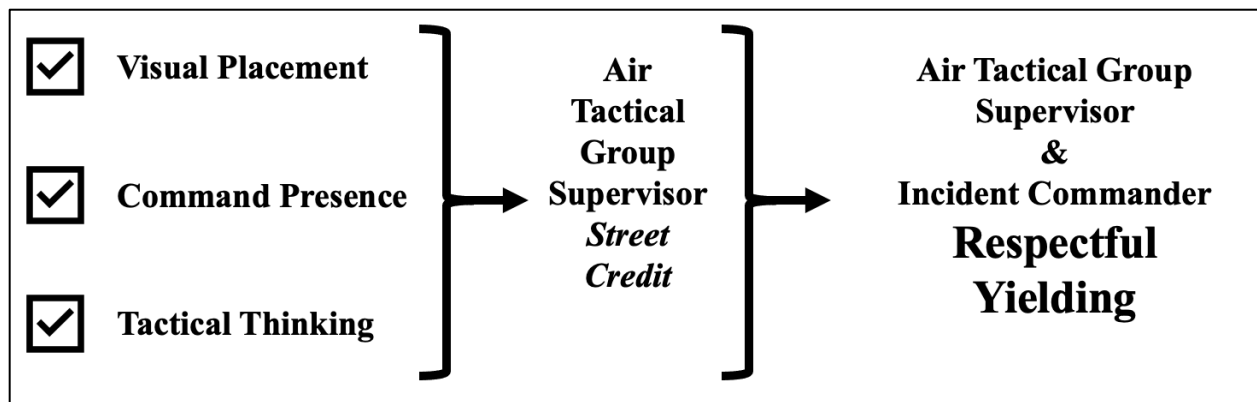 Visual Placement
Command Presence
Tactical Thinking
Air
Tactical
Group
Supervisor
Street
Credit
Air Tactical Group
Supervisor
&
Incident Commander
Respectful
Yielding